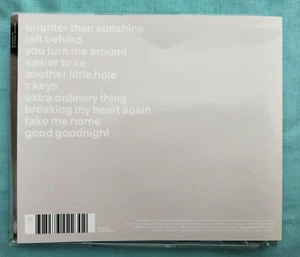 brighter than sunshine
left behind
you turn me around
easier to lie
another little hole
7 keys
extra ordinary thing
breaking my heart again
take me home
good goodnight